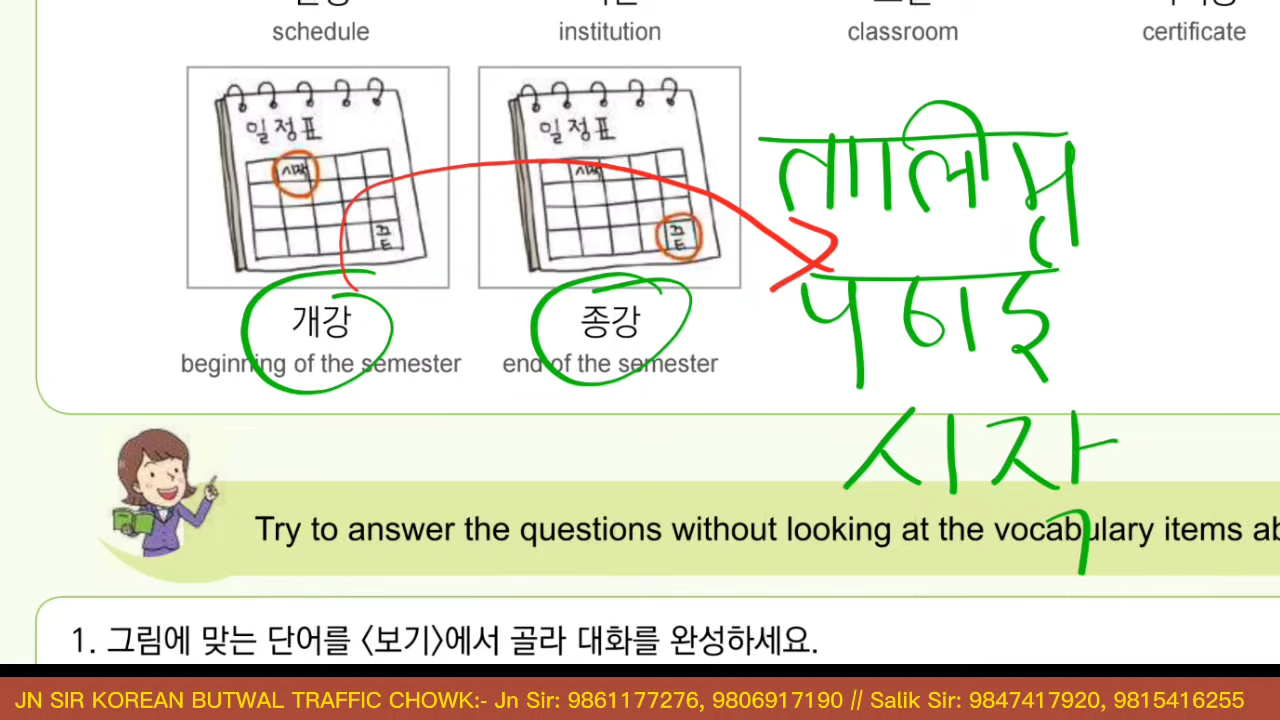 schedule institution classroom certificate
일정표 일정표
시작 시작
종료
तालिम
पढाइ
개강 종강
beginning of the semester end of the semester
시작
Try to answer the questions without looking at the vocabulary items ab
1. 그림에 맞는 단어를 〈보기〉에서 골라 대화를 완성하세요.
JN SIR KOREAN BUTWAL TRAFFIC CHOWK:- Jn Sir: 9861177276, 9806917190 // Salik Sir: 9847417920, 9815416255